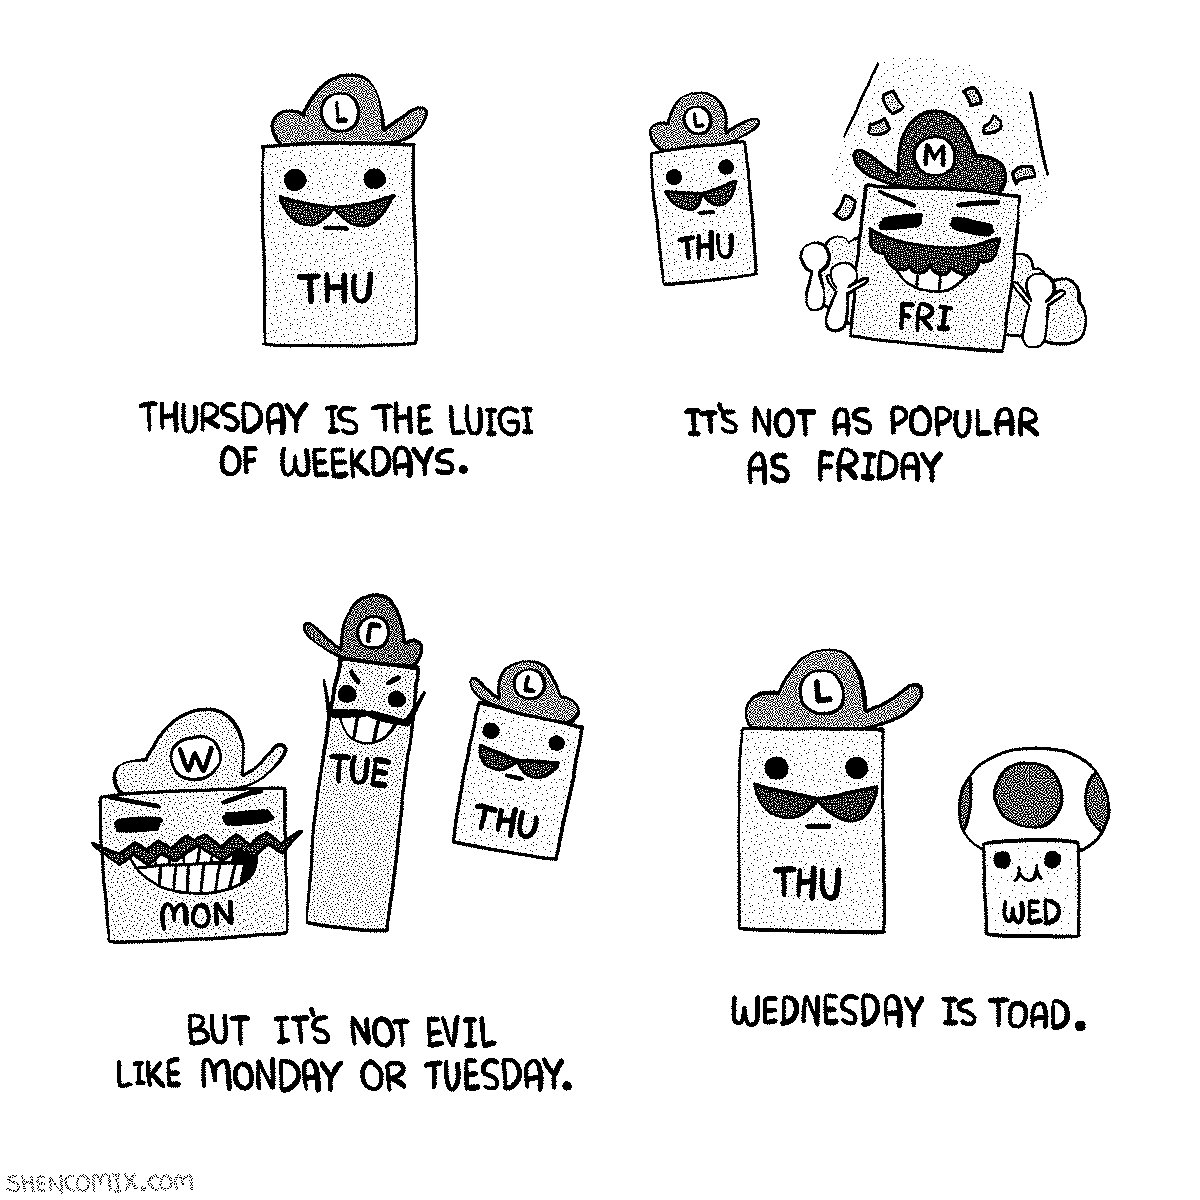 L
THU
THURSDAY IS THE LUIGI
OF WEEKDAYS.
L
THU
M
FRI
IT'S NOT AS POPULAR
AS FRIDAY
W
MON
Γ
TUE
L
THU
BUT IT'S NOT EVIL
LIKE MONDAY OR TUESDAY.
L
THU
WED
WEDNESDAY IS TOAD.
SHENCOMIX.COM